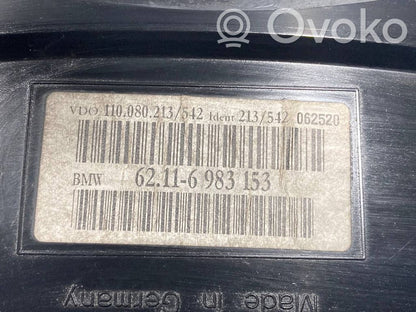 Ovoko
VDO 110.080.213/542 Ident 213/542 062520
BMW 62.11-6 983 153
Made in Germany